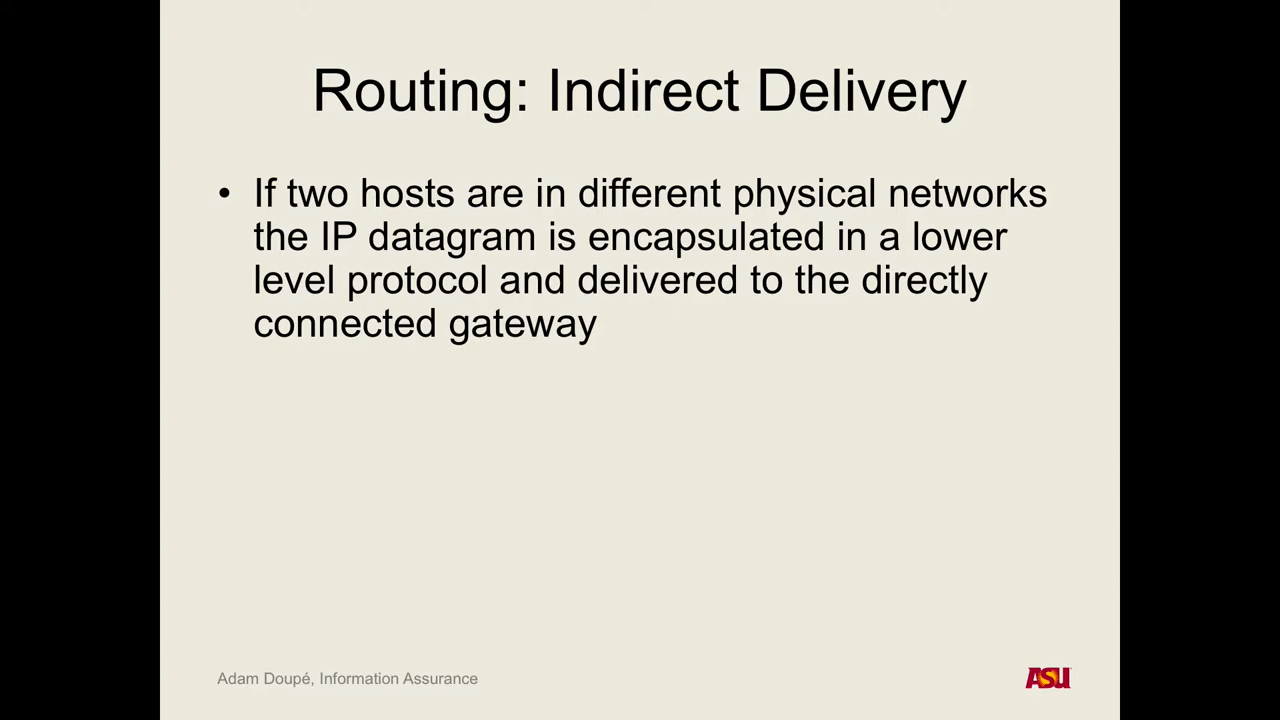 Routing: Indirect Delivery
• If two hosts are in different physical networks
the IP datagram is encapsulated in a lower
level protocol and delivered to the directly
connected gateway
Adam Doupé, Information Assurance
ASU